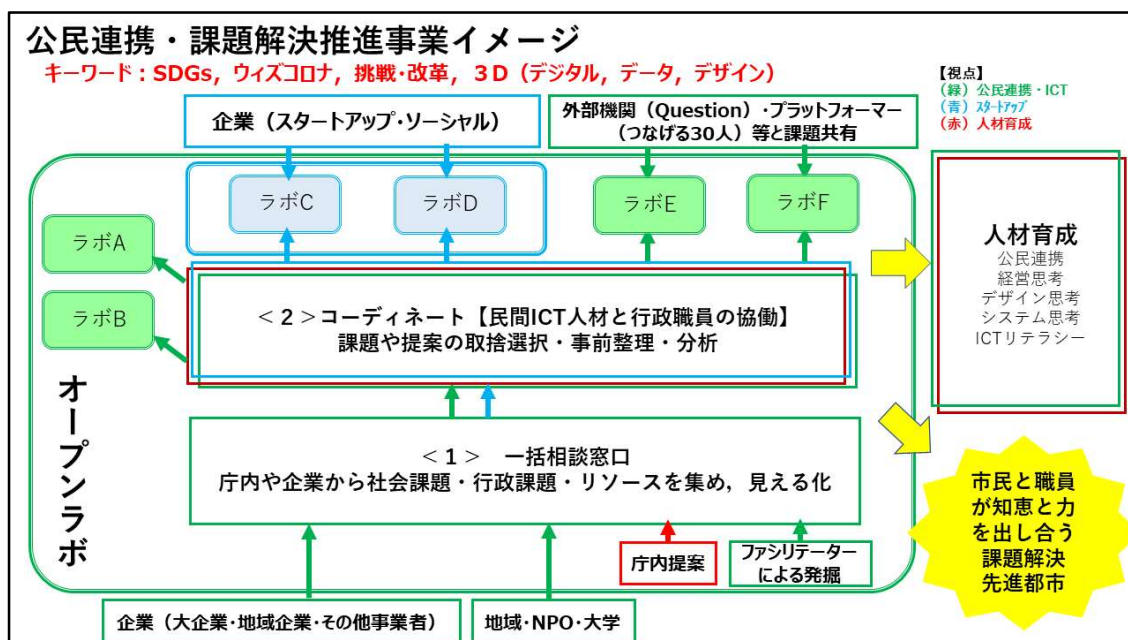 公民連携・課題解決推進事業イメージ
キーワード：SDGs，ウィズコロナ，挑戦・改革，３D（デジタル，データ，デザイン）
【視点】
（緑）公民連携・ICT
（青）スタートアップ
（赤）人材育成
企業（スタートアップ・ソーシャル）
外部機関（Question）・プラットフォーマー
（つなげる30人）等と課題共有
ラボC
ラボD
ラボE
ラボF
ラボA
ラボB
オープンラボ
＜２＞コーディネート【民間ICT人材と行政職員の協働】
課題や提案の取捨選択・事前整理・分析
人材育成
公民連携
経営思考
デザイン思考
システム思考
ICTリテラシー
＜１＞　一括相談窓口
庁内や企業から社会課題・行政課題・リソースを集め，見える化
庁内提案
ファシリテーター
による発掘
企業（大企業・地域企業・その他事業者）
地域・NPO・大学
市民と職員
が知恵と力
を出し合う
課題解決
先進都市